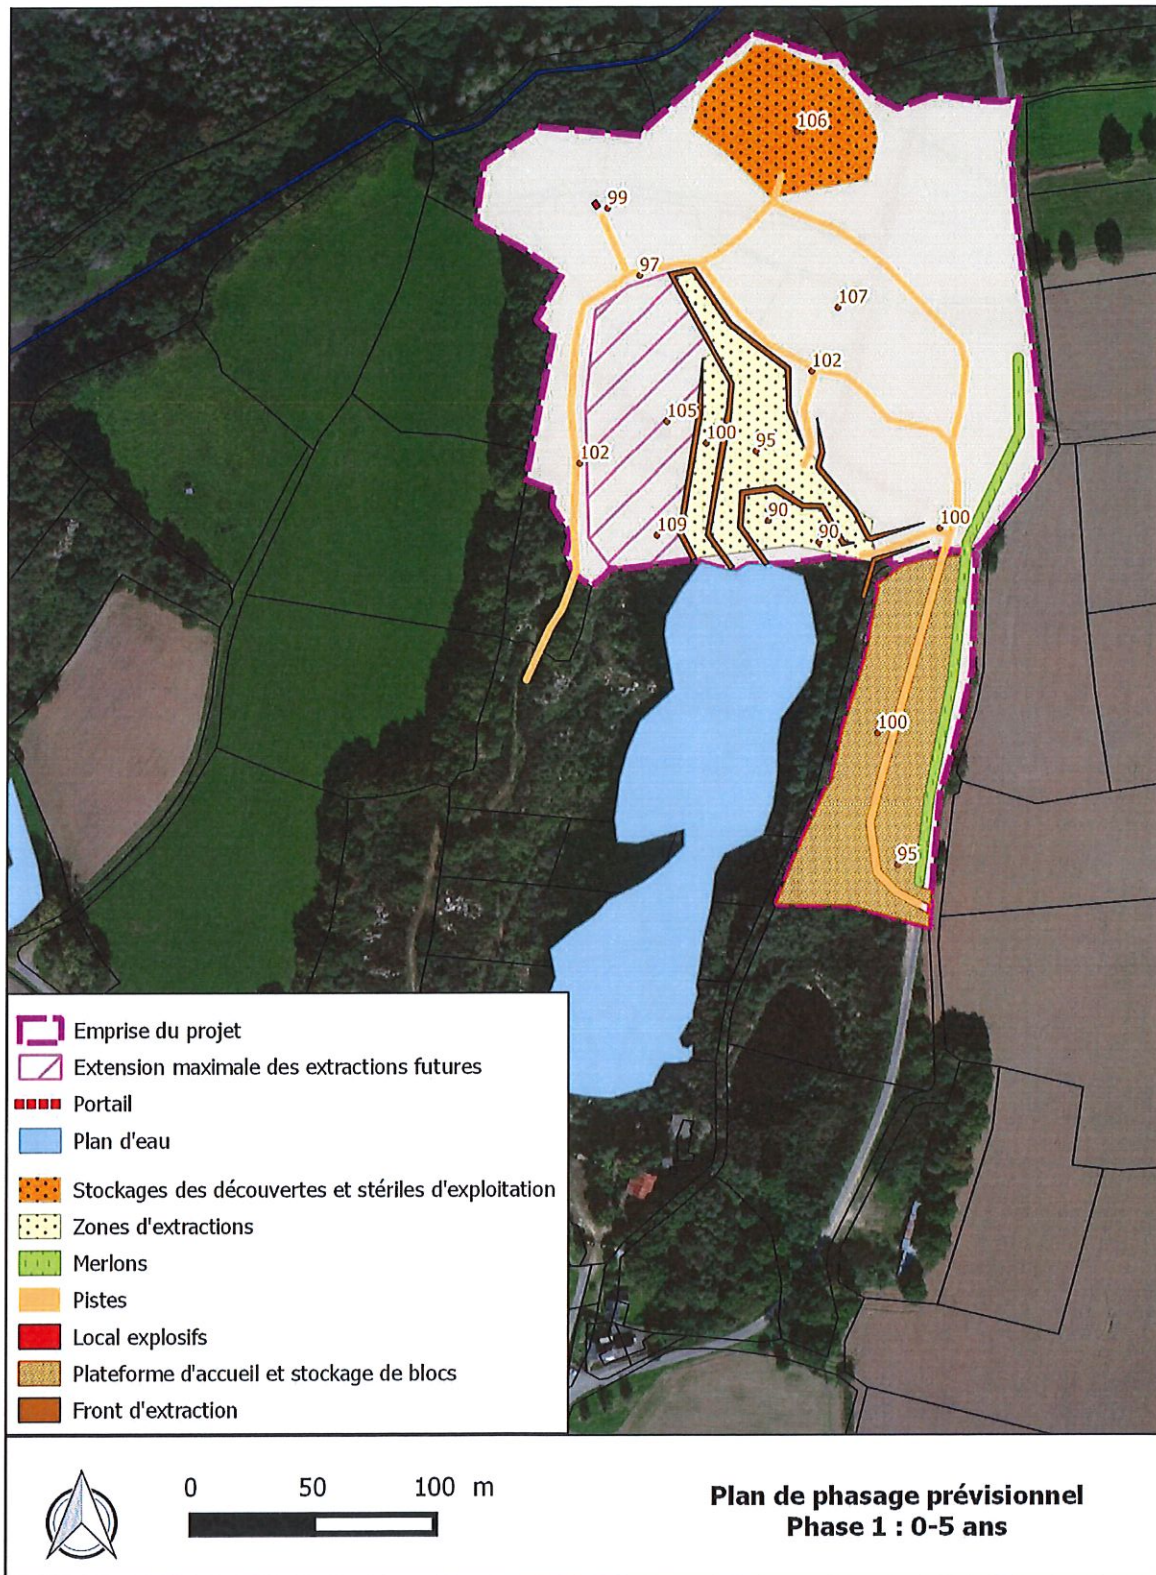 106
99
97
107
102
105
100
95
102
109
90
90
100
100
95
Emprise du projet
Extension maximale des extractions futures
Portail
Plan d'eau
Stockages des découvertes et stériles d'exploitation
Zones d'extractions
Merlons
Pistes
Local explosifs
Plateforme d'accueil et stockage de blocs
Front d'extraction
0 50 100 m
Plan de phasage prévisionnel
Phase 1 : 0-5 ans